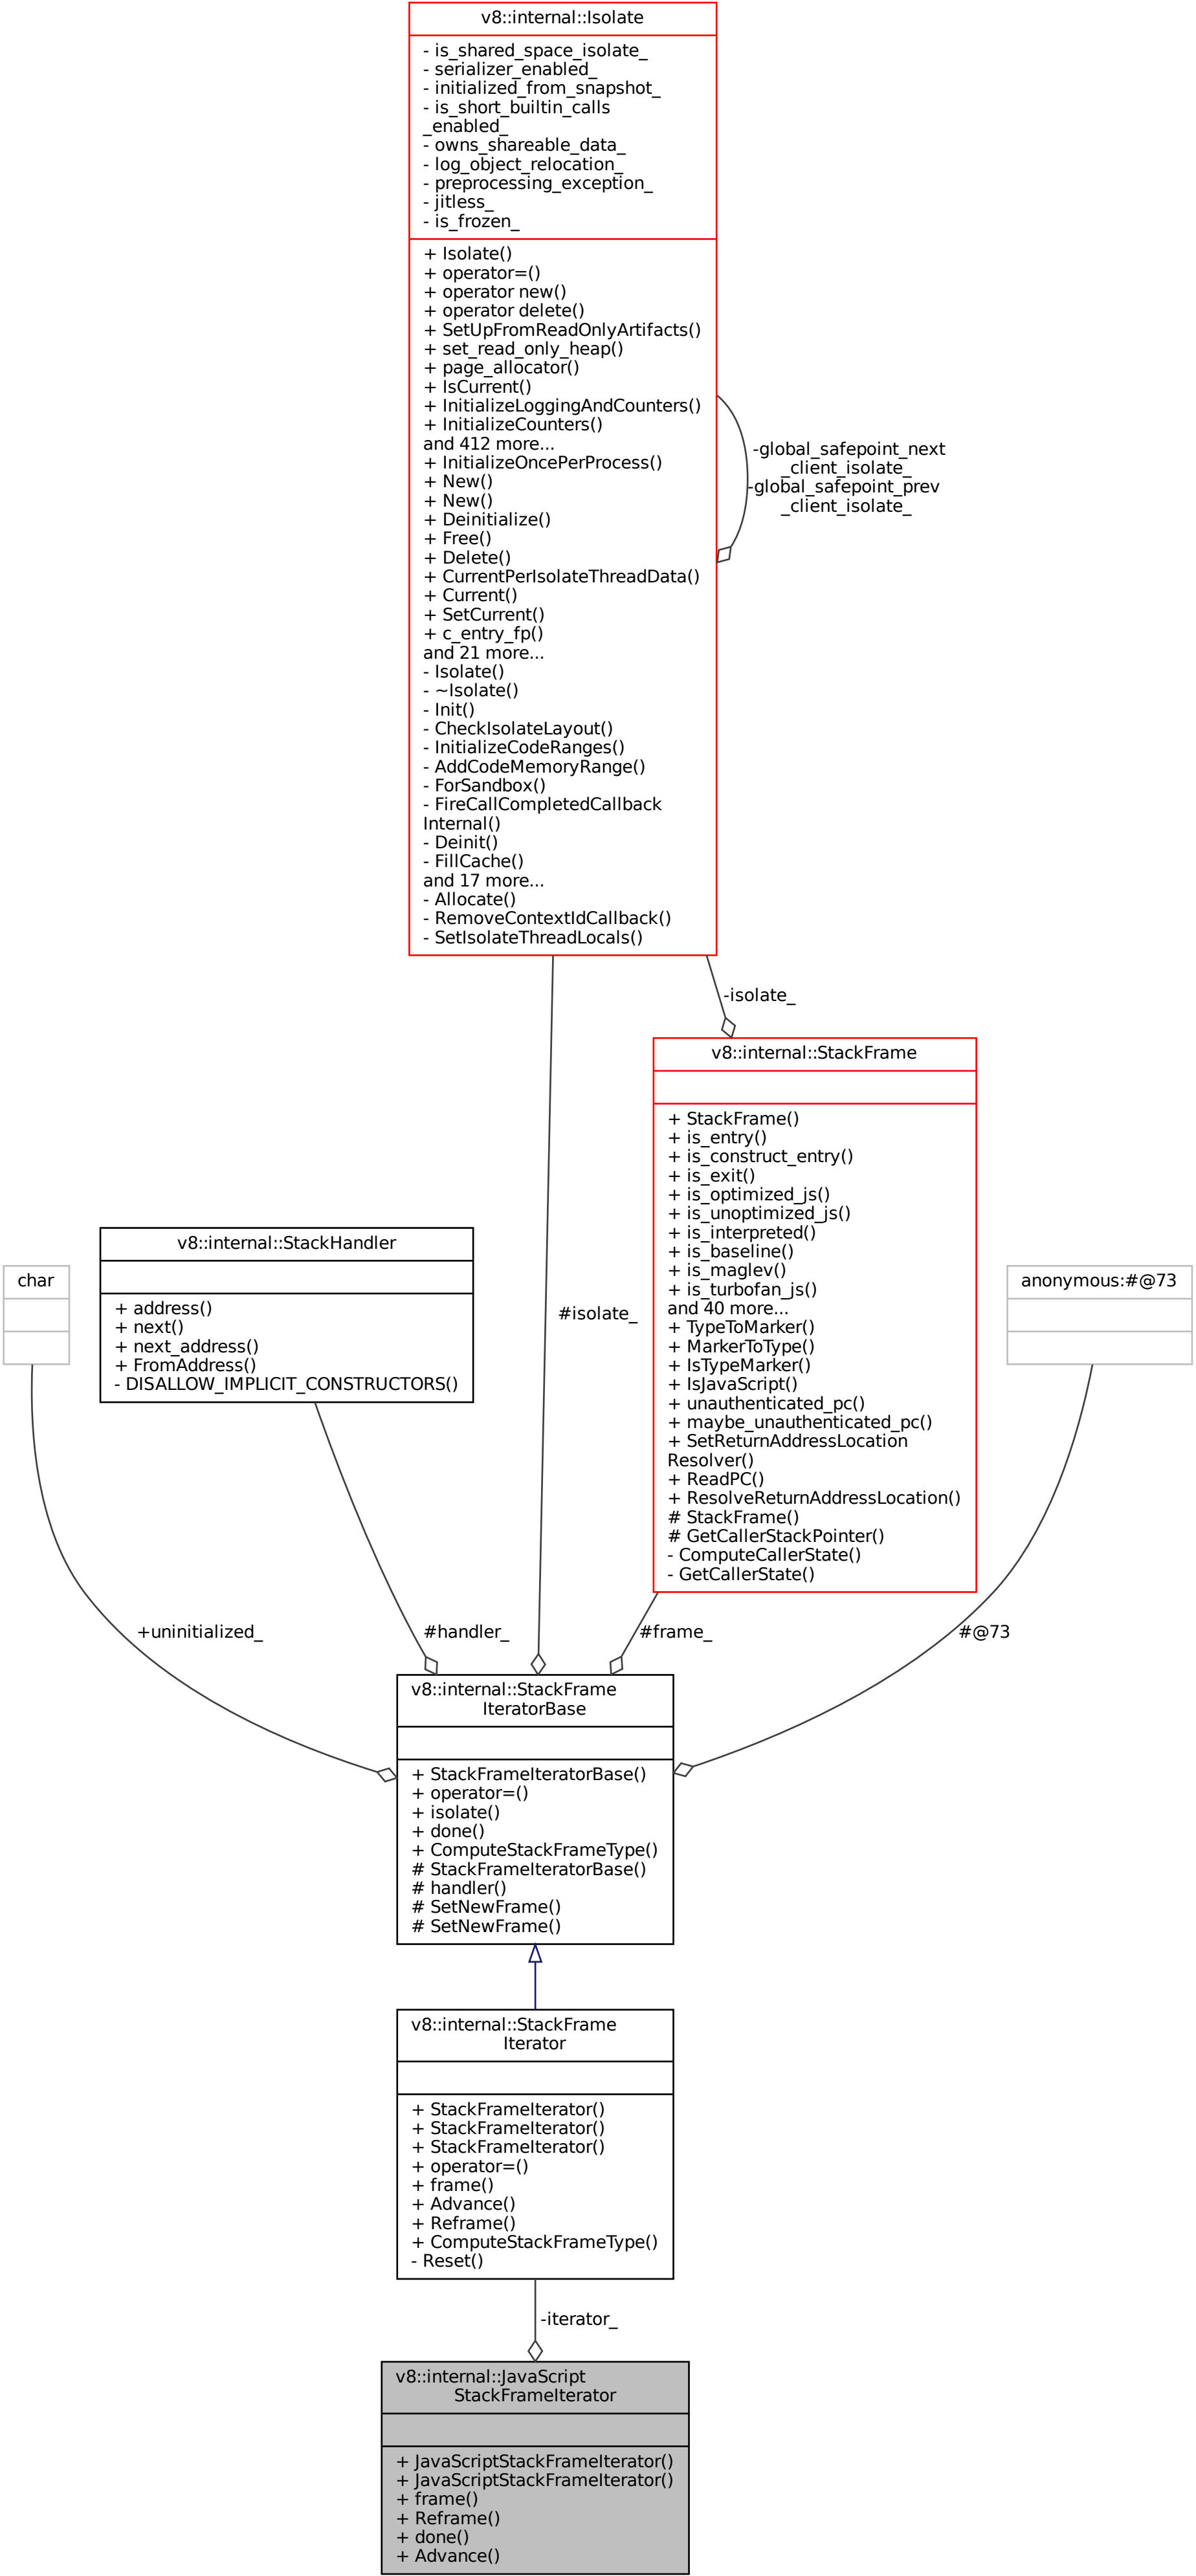 v8::internal::Isolate
- is_shared_space_isolate_
- serializer_enabled_
- initialized_from_snapshot_
- is_short_builtin_calls
_enabled_
- owns_shareable_data_
- log_object_relocation_
- preprocessing_exception_
- jitless_
- is_frozen_
+ Isolate()
+ operator=()
+ operator new()
+ operator delete()
+ SetUpFromReadOnlyArtifacts()
+ set_read_only_heap()
+ page_allocator()
+ IsCurrent()
+ InitializeLoggingAndCounters()
+ InitializeCounters()
and 412 more...
+ InitializeOncePerProcess()
+ New()
+ New()
+ Deinitialize()
+ Free()
+ Delete()
+ CurrentPerIsolateThreadData()
+ Current()
+ SetCurrent()
+ c_entry_fp()
and 21 more...
- Isolate()
- ~Isolate()
- Init()
- CheckIsolateLayout()
- InitializeCodeRanges()
- AddCodeMemoryRange()
- ForSandbox()
- FireCallCompletedCallback
Internal()
- Deinit()
- FillCache()
and 17 more...
- Allocate()
- RemoveContextIdCallback()
- SetIsolateThreadLocals()
-global_safepoint_next
_client_isolate_
-global_safepoint_prev
_client_isolate_
-isolate_
v8::internal::StackFrame
+ StackFrame()
+ is_entry()
+ is_construct_entry()
+ is_exit()
+ is_optimized_js()
+ is_unoptimized_js()
+ is_interpreted()
+ is_baseline()
+ is_maglev()
+ is_turbofan_js()
and 40 more...
+ TypeToMarker()
+ MarkerToType()
+ IsTypeMarker()
+ IsJavaScript()
+ unauthenticated_pc()
+ maybe_unauthenticated_pc()
+ SetReturnAddressLocation
Resolver()
+ ReadPC()
+ ResolveReturnAddressLocation()
# StackFrame()
# GetCallerStackPointer()
- ComputeCallerState()
- GetCallerState()
v8::internal::StackHandler
+ address()
+ next()
+ next_address()
+ FromAddress()
- DISALLOW_IMPLICIT_CONSTRUCTORS()
char
anonymous:#@73
#isolate_
+uninitialized_
#handler_
#frame_
#@73
v8::internal::StackFrame
IteratorBase
+ StackFrameIteratorBase()
+ operator=()
+ isolate()
+ done()
+ ComputeStackFrameType()
# StackFrameIteratorBase()
# handler()
# SetNewFrame()
# SetNewFrame()
v8::internal::StackFrame
Iterator
+ StackFrameIterator()
+ StackFrameIterator()
+ StackFrameIterator()
+ operator=()
+ frame()
+ Advance()
+ Reframe()
+ ComputeStackFrameType()
- Reset()
-iterator_
v8::internal::JavaScript
StackFrameIterator
+ JavaScriptStackFrameIterator()
+ JavaScriptStackFrameIterator()
+ frame()
+ Reframe()
+ done()
+ Advance()